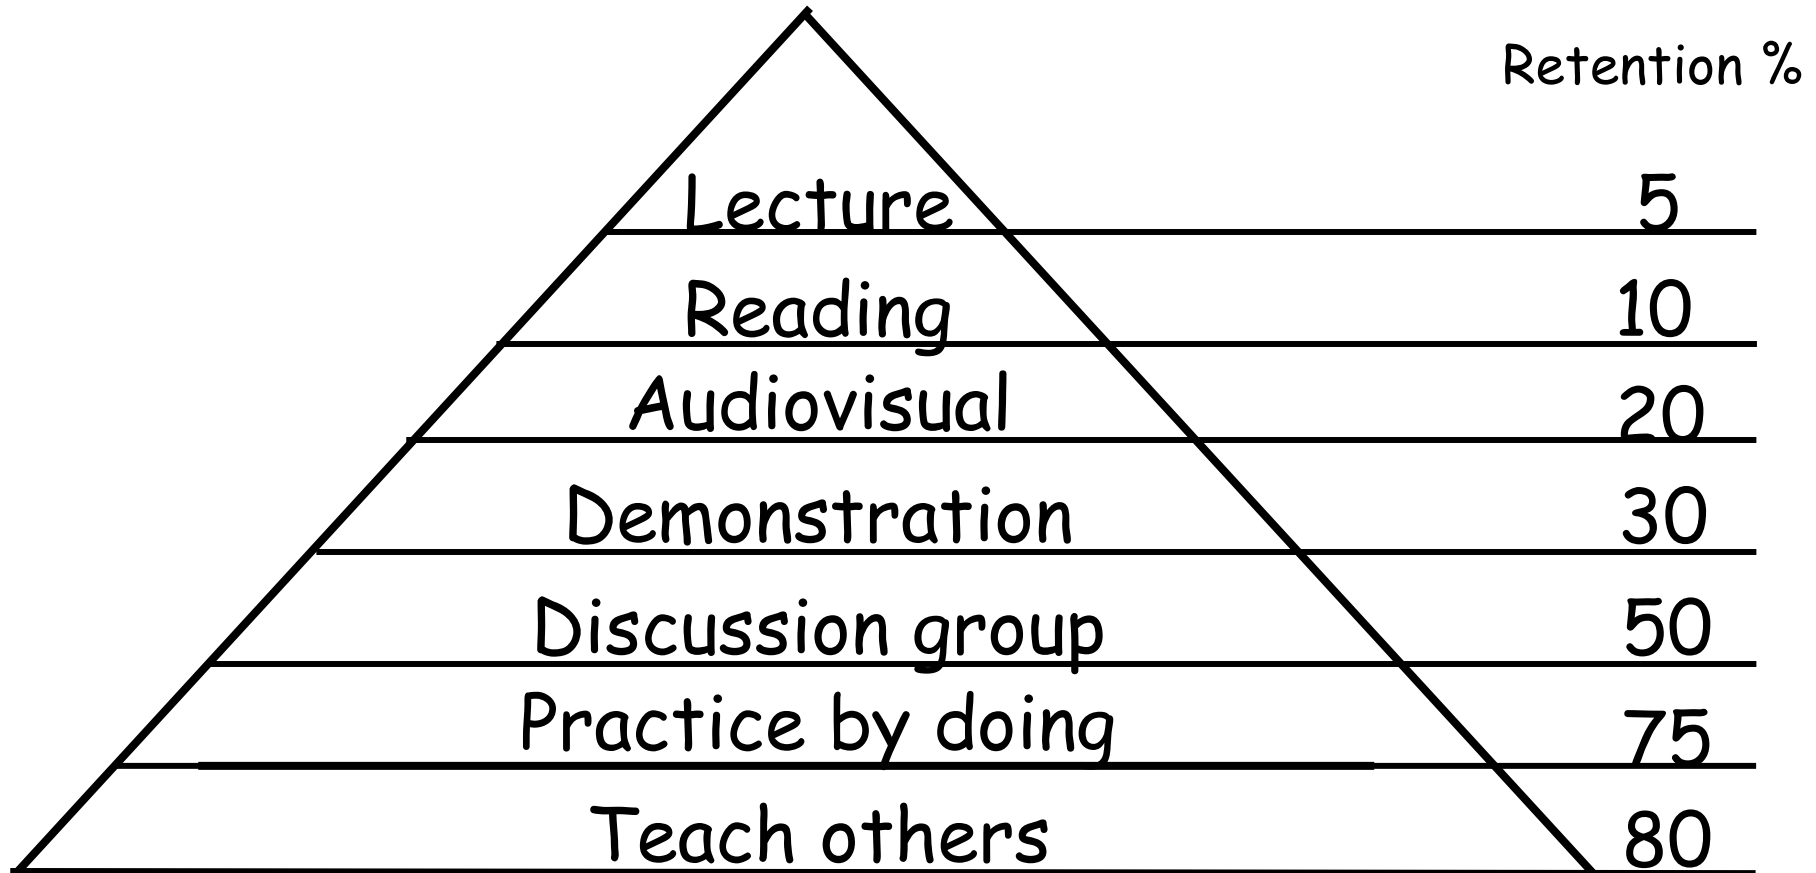 Retention %
Lecture 5
Reading 10
Audiovisual 20
Demonstration 30
Discussion group 50
Practice by doing 75
Teach others 80